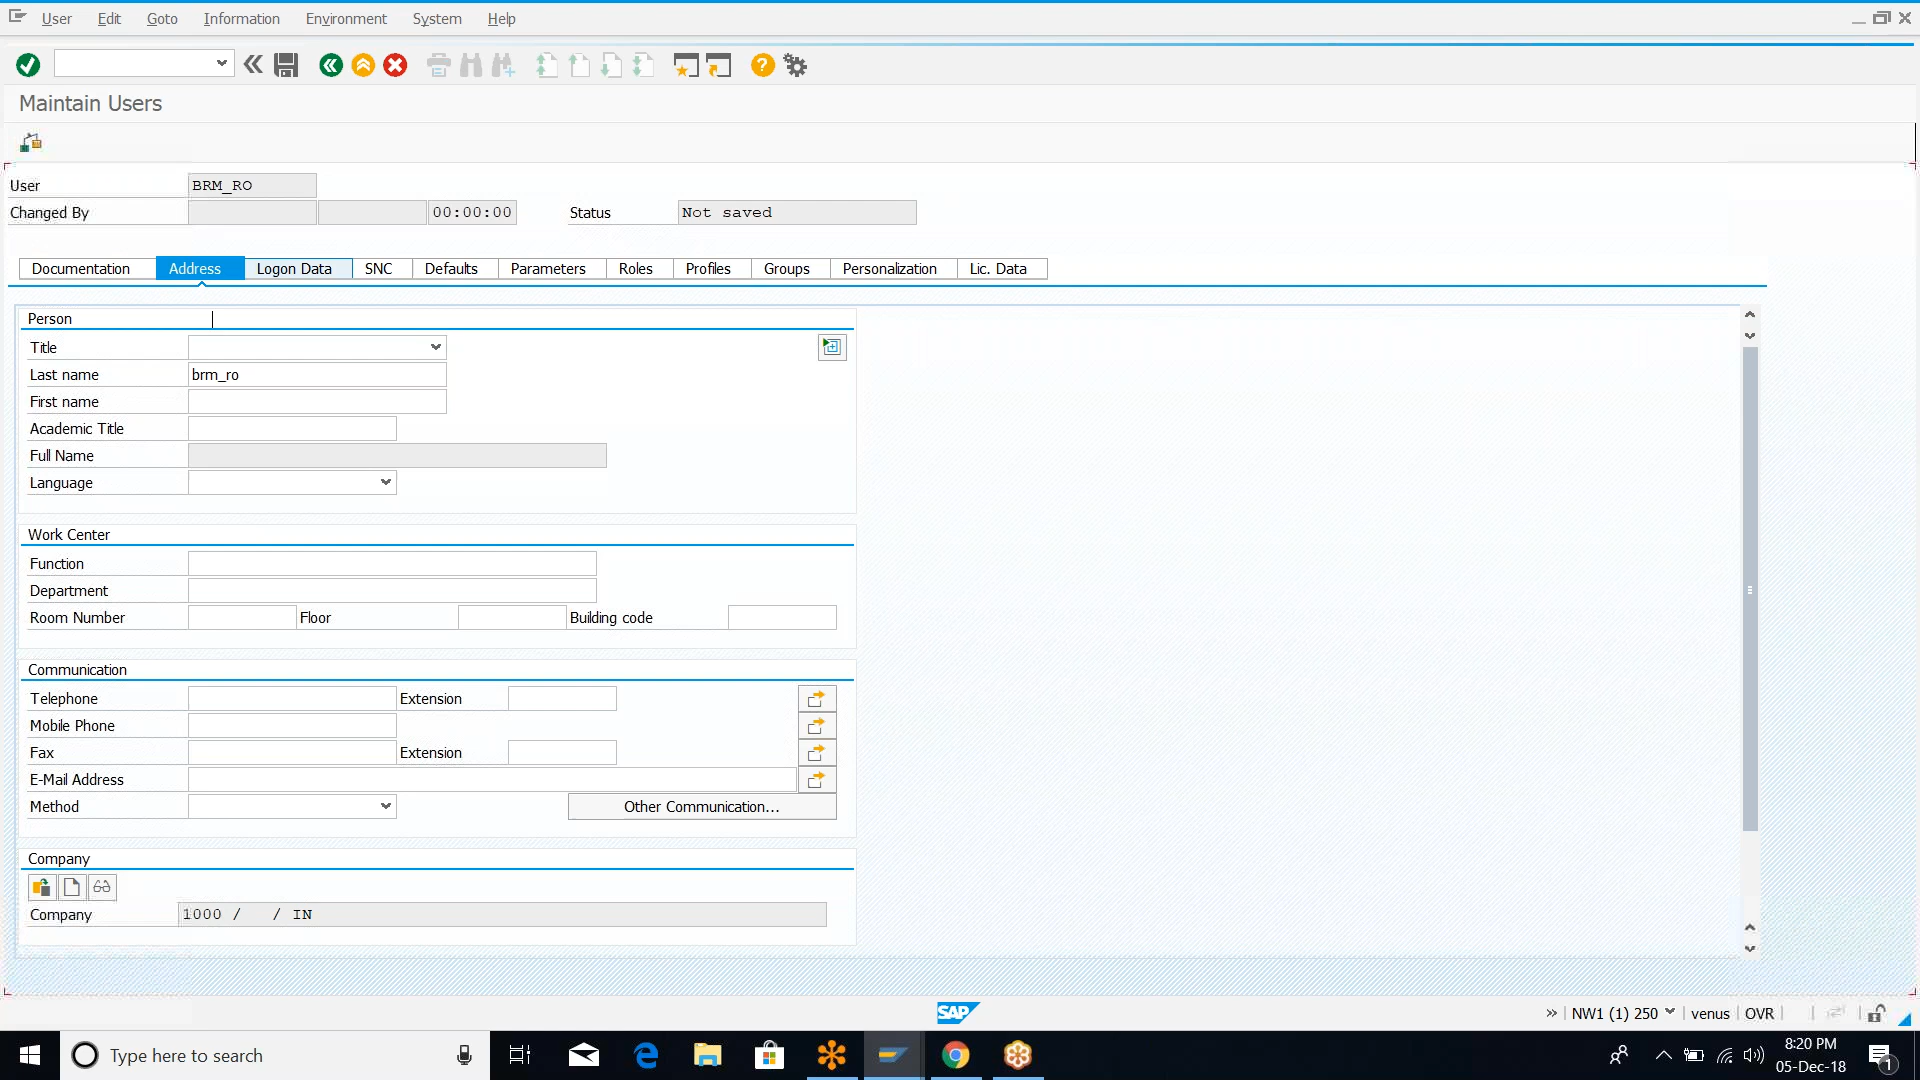 User Edit Goto Information Environment System Help
Maintain Users
User BRM_RO
Changed By 00:00:00 Status Not saved
Documentation Address Logon Data SNC Defaults Parameters Roles Profiles Groups Personalization Lic. Data
Person
Title
Last name brm_ro
First name
Academic Title
Full Name
Language
Work Center
Function
Department
Room Number Floor Building code
Communication
Telephone Extension
Mobile Phone
Fax Extension
E-Mail Address
Method Other Communication...
Company
Company 1000 / / IN
SAP » NW1 (1) 250 venus OVR
Type here to search
8:20 PM
05-Dec-18
1